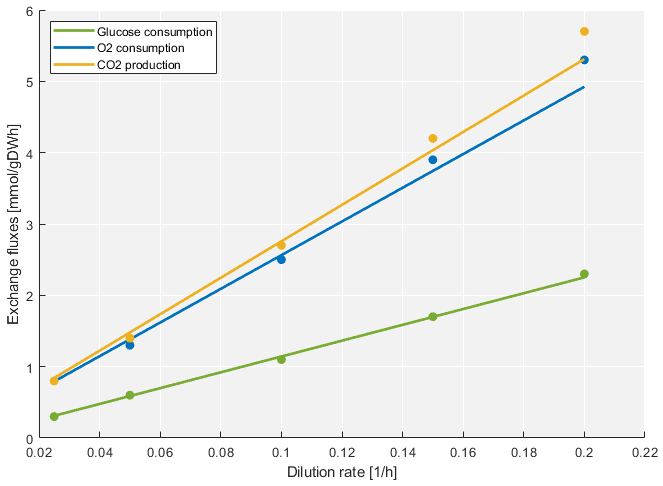 6
Glucose consumption
O2 consumption
CO2 production
5
4
3
2
1
0
Exchange fluxes [mmol/gDWh]
0.02 0.04 0.06 0.08 0.1 0.12 0.14 0.16 0.18 0.2 0.22
Dilution rate [1/h]